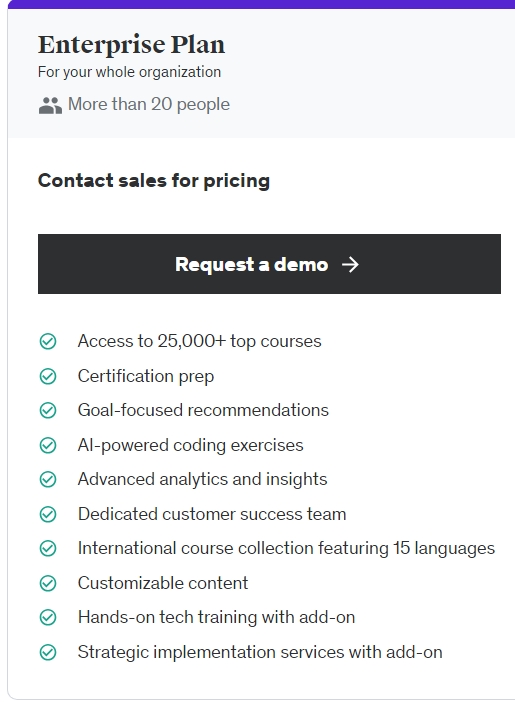 Enterprise Plan
For your whole organization
More than 20 people
Contact sales for pricing
Request a demo →
Access to 25,000+ top courses
Certification prep
Goal-focused recommendations
AI-powered coding exercises
Advanced analytics and insights
Dedicated customer success team
International course collection featuring 15 languages
Customizable content
Hands-on tech training with add-on
Strategic implementation services with add-on